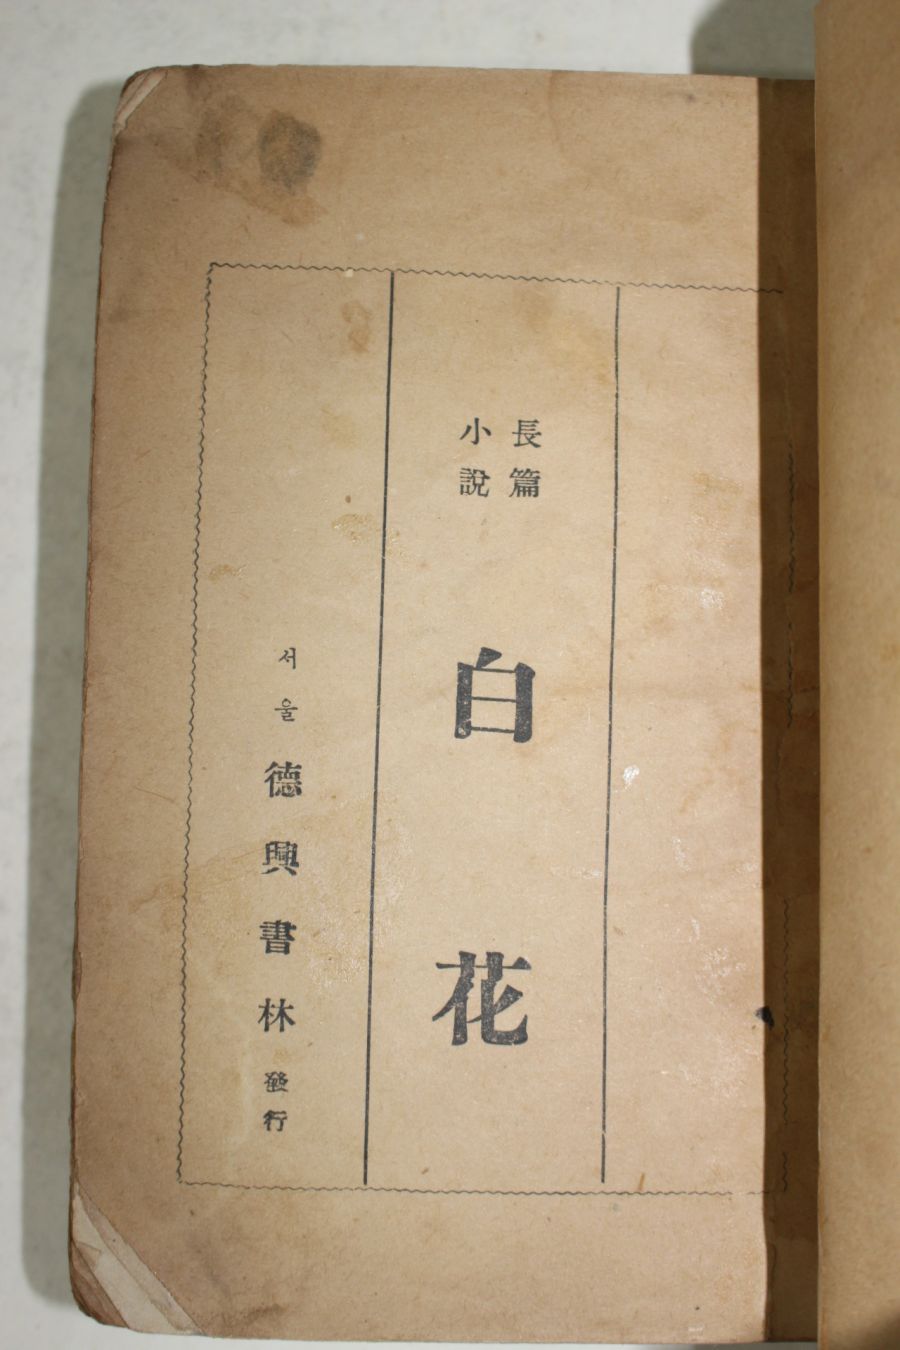 長篇
小說
白花
서울 德興書林 發行